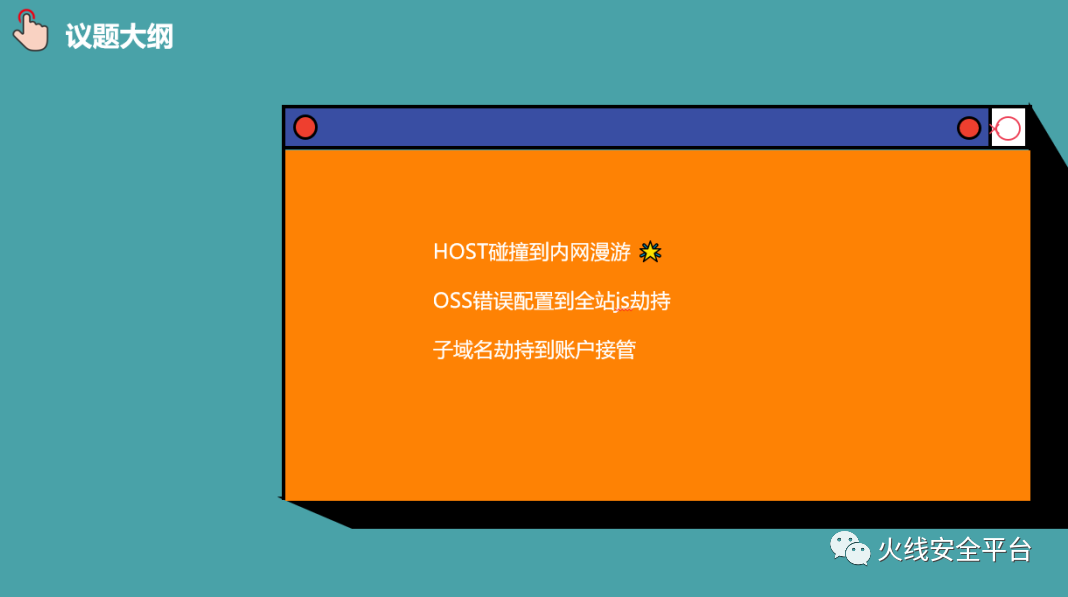 议题大纲
HOST碰撞到内网漫游
OSS错误配置到全站js劫持
子域名劫持到账户接管
火线安全平台